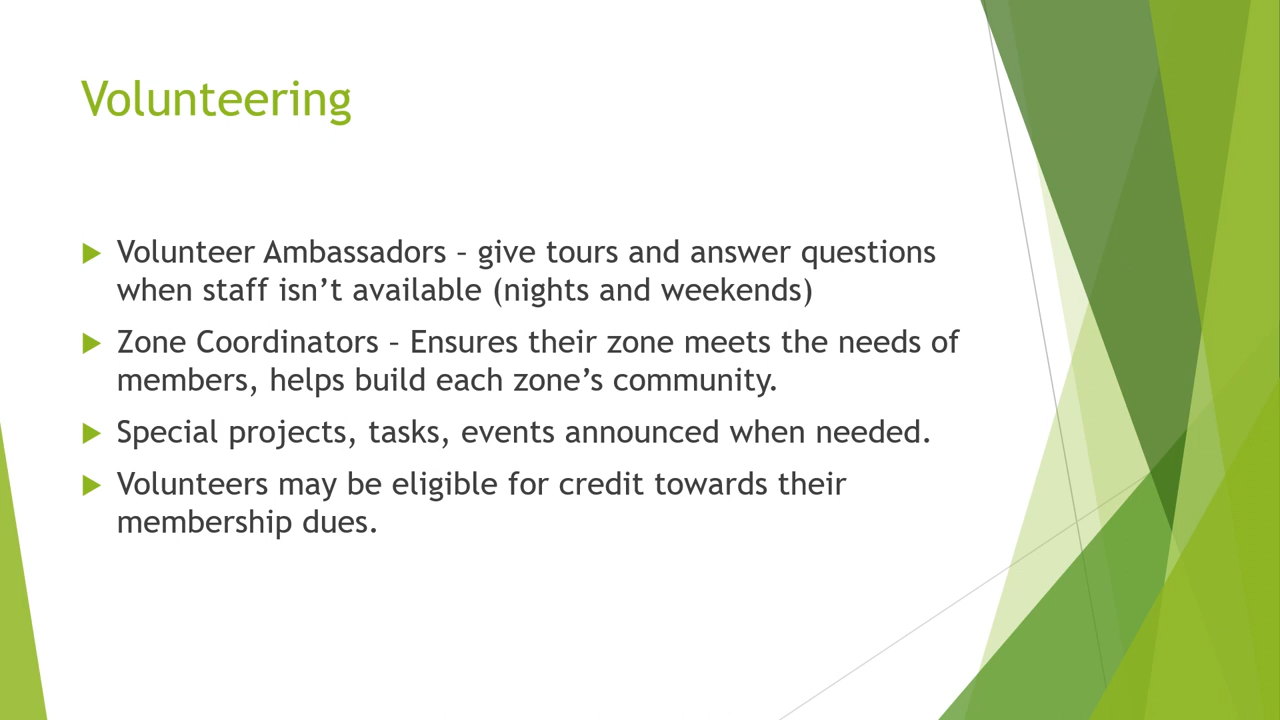 Volunteering
Volunteer Ambassadors – give tours and answer questions
when staff isn’t available (nights and weekends)
Zone Coordinators – Ensures their zone meets the needs of
members, helps build each zone’s community.
Special projects, tasks, events announced when needed.
Volunteers may be eligible for credit towards their
membership dues.